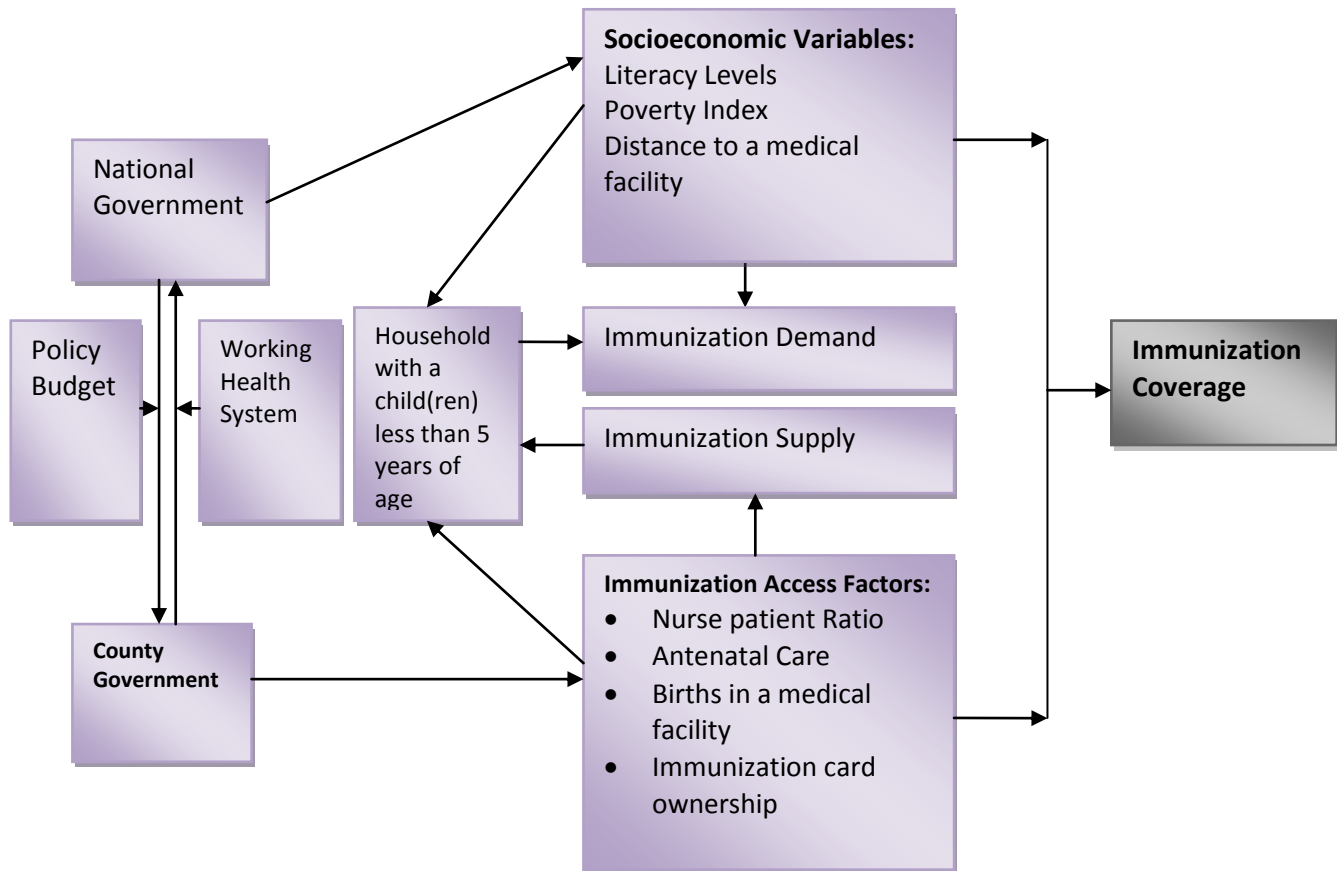 Socioeconomic Variables:
Literacy Levels
Poverty Index
Distance to a medical
facility
National
Government
Policy
Budget
Working
Health
System
Household
with a
child(ren)
less than 5
years of
age
Immunization Demand
Immunization Supply
Immunization
Coverage
County
Government
Immunization Access Factors:
• Nurse patient Ratio
• Antenatal Care
• Births in a medical
facility
• Immunization card
ownership